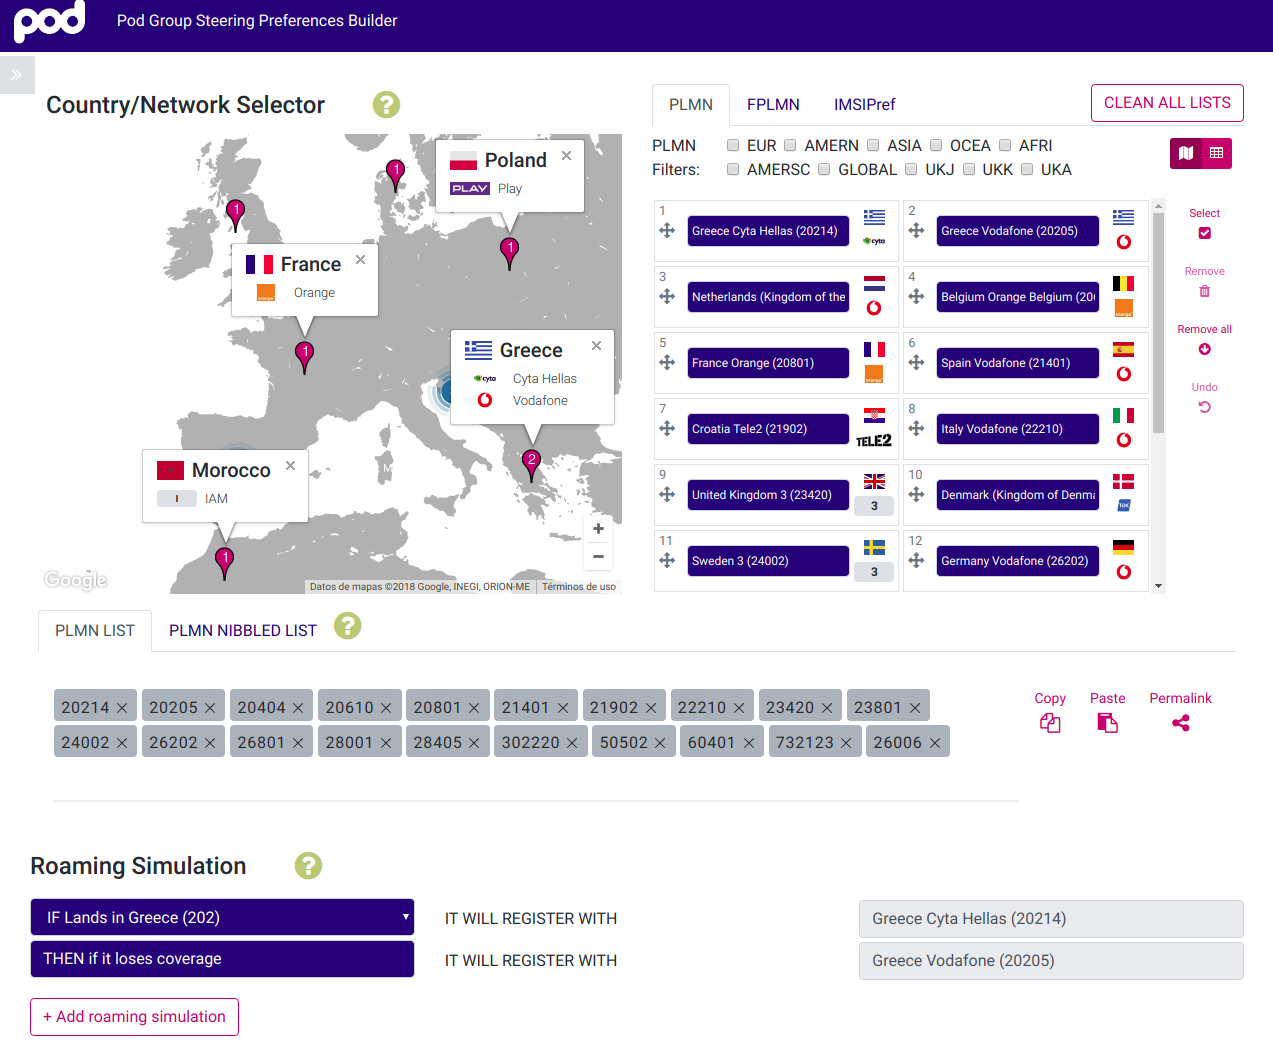 pod Pod Group Steering Preferences Builder
»
Country/Network Selector ?
PLMN FPLMN IMSIPref CLEAN ALL LISTS
PLMN EUR AMERN ASIA OCEA AFRI
Filters: AMERSC GLOBAL UKJ UKK UKA
1
Poland
PLAY Play
1
1
France
orange Orange
1
Greece
cyta Cyta Hellas
Vodafone
2
Morocco
I IAM
1
M
+
−
Google
Datos de mapas ©2018 Google, INEGI, ORION-ME Términos de uso
1 Greece Cyta Hellas (20214) cyta
2 Greece Vodafone (20205)
3 Netherlands (Kingdom of the
4 Belgium Orange Belgium (20 orange
5 France Orange (20801) orange
6 Spain Vodafone (21401)
7 Croatia Tele2 (21902) TELE2
8 Italy Vodafone (22210)
9 United Kingdom 3 (23420) 3
10 Denmark (Kingdom of Denma TDC
11 Sweden 3 (24002) 3
12 Germany Vodafone (26202)
Select
Remove
Remove all
Undo
PLMN LIST PLMN NIBBLED LIST ?
20214 × 20205 × 20404 × 20610 × 20801 × 21401 × 21902 × 22210 × 23420 × 23801 ×
24002 × 26202 × 26801 × 28001 × 28405 × 302220 × 50502 × 60401 × 732123 × 26006 ×
Copy Paste Permalink
Roaming Simulation ?
IF Lands in Greece (202) IT WILL REGISTER WITH Greece Cyta Hellas (20214)
THEN if it loses coverage IT WILL REGISTER WITH Greece Vodafone (20205)
+ Add roaming simulation